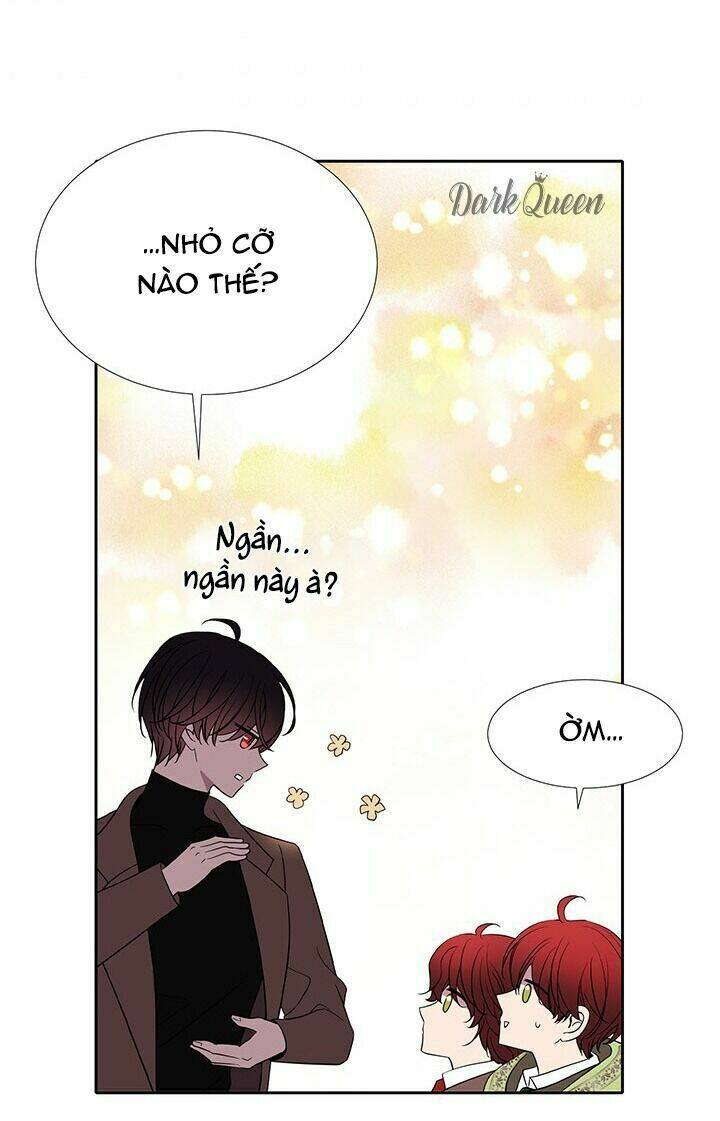 Dark Queen
...NHỎ CỠ
NÀO THẾ?
Ngần...
ngần này à?
ỜM...